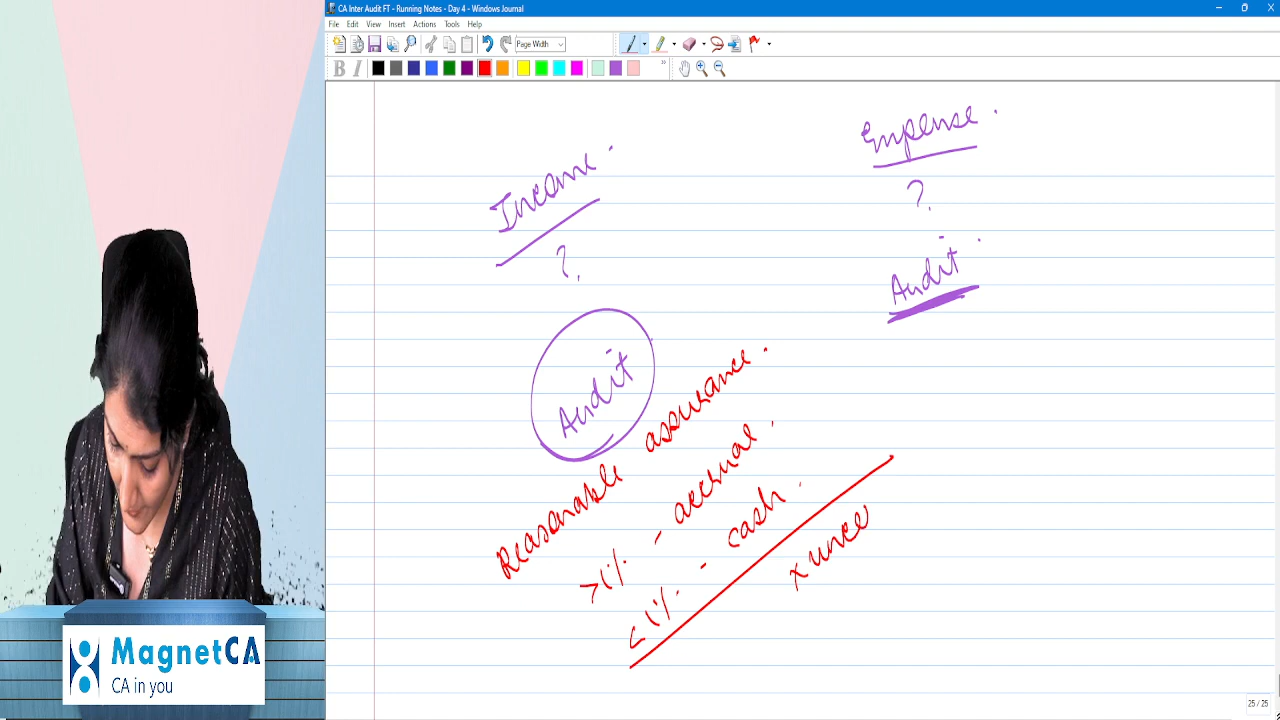 CA Inter Audit FT - Running Notes - Day 4 - Windows Journal
File Edit View Insert Actions Tools Help
Page Width
B I
Income.
?
Audit
Expense.
?
Audit.
Reasonable assurance.
>1% - accrual.
<1% - cash.
x unce
MagnetCA
CA in you
25 / 25